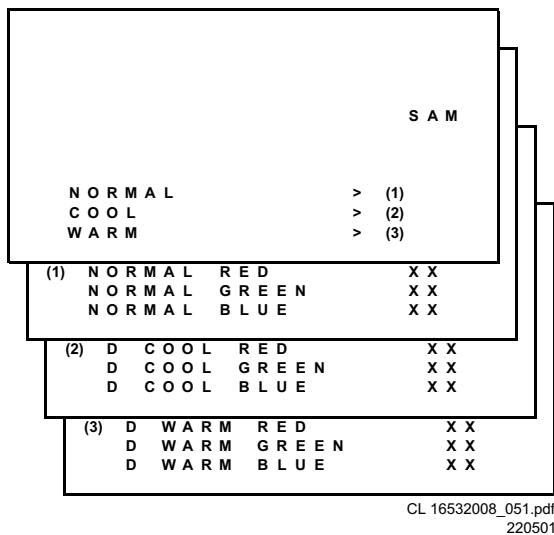 SAM
NORMAL > (1)
COOL > (2)
WARM > (3)
(1) NORMAL RED XX
NORMAL GREEN XX
NORMAL BLUE XX
(2) D COOL RED XX
D COOL GREEN XX
D COOL BLUE XX
(3) D WARM RED XX
D WARM GREEN XX
D WARM BLUE XX
CL 16532008_051.pdf
220501